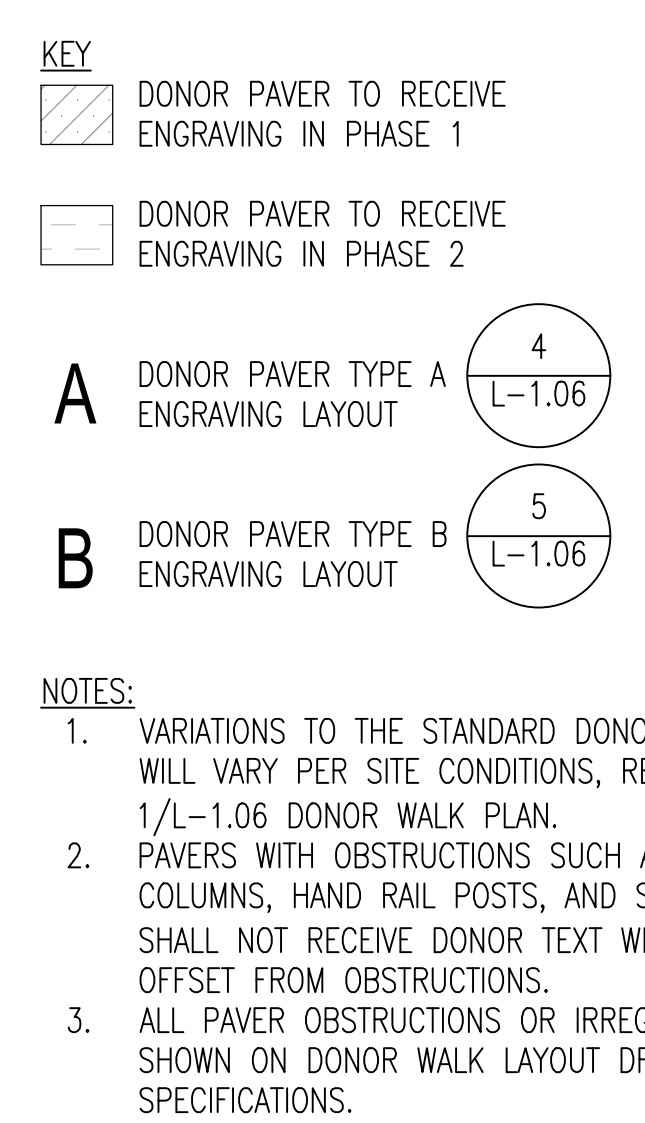 KEY
DONOR PAVER TO RECEIVE
ENGRAVING IN PHASE 1
DONOR PAVER TO RECEIVE
ENGRAVING IN PHASE 2
A DONOR PAVER TYPE A
ENGRAVING LAYOUT
4
L-1.06
B DONOR PAVER TYPE B
ENGRAVING LAYOUT
5
L-1.06
NOTES:
1. VARIATIONS TO THE STANDARD
WILL VARY PER SITE CONDITIONS,
1/L-1.06 DONOR WALK PLAN.
2. PAVERS WITH OBSTRUCTIONS SUCH
COLUMNS, HAND RAIL POSTS, AND
SHALL NOT RECEIVE DONOR TEXT
OFFSET FROM OBSTRUCTIONS.
3. ALL PAVER OBSTRUCTIONS OR
SHOWN ON DONOR WALK LAYOUT
SPECIFICATIONS.